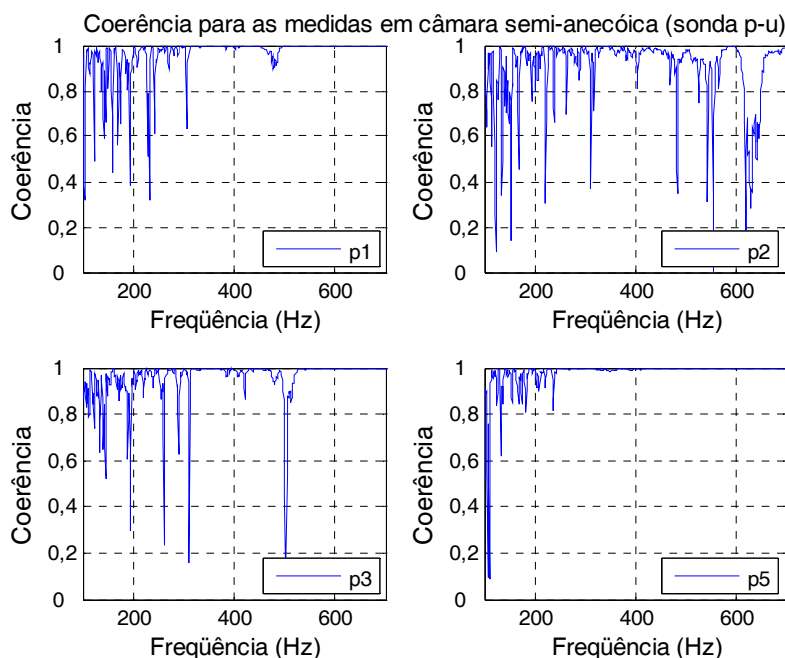 Coerência para as medidas em câmara semi-anecóica (sonda p-u)
1
0,8
0,6
0,4
0,2
0
Coerência
200
400
600
Freqüência (Hz)
p1
1
0,8
0,6
0,4
0,2
0
Coerência
200
400
600
Freqüência (Hz)
p2
1
0,8
0,6
0,4
0,2
0
Coerência
200
400
600
Freqüência (Hz)
p3
1
0,8
0,6
0,4
0,2
0
Coerência
200
400
600
Freqüência (Hz)
p5